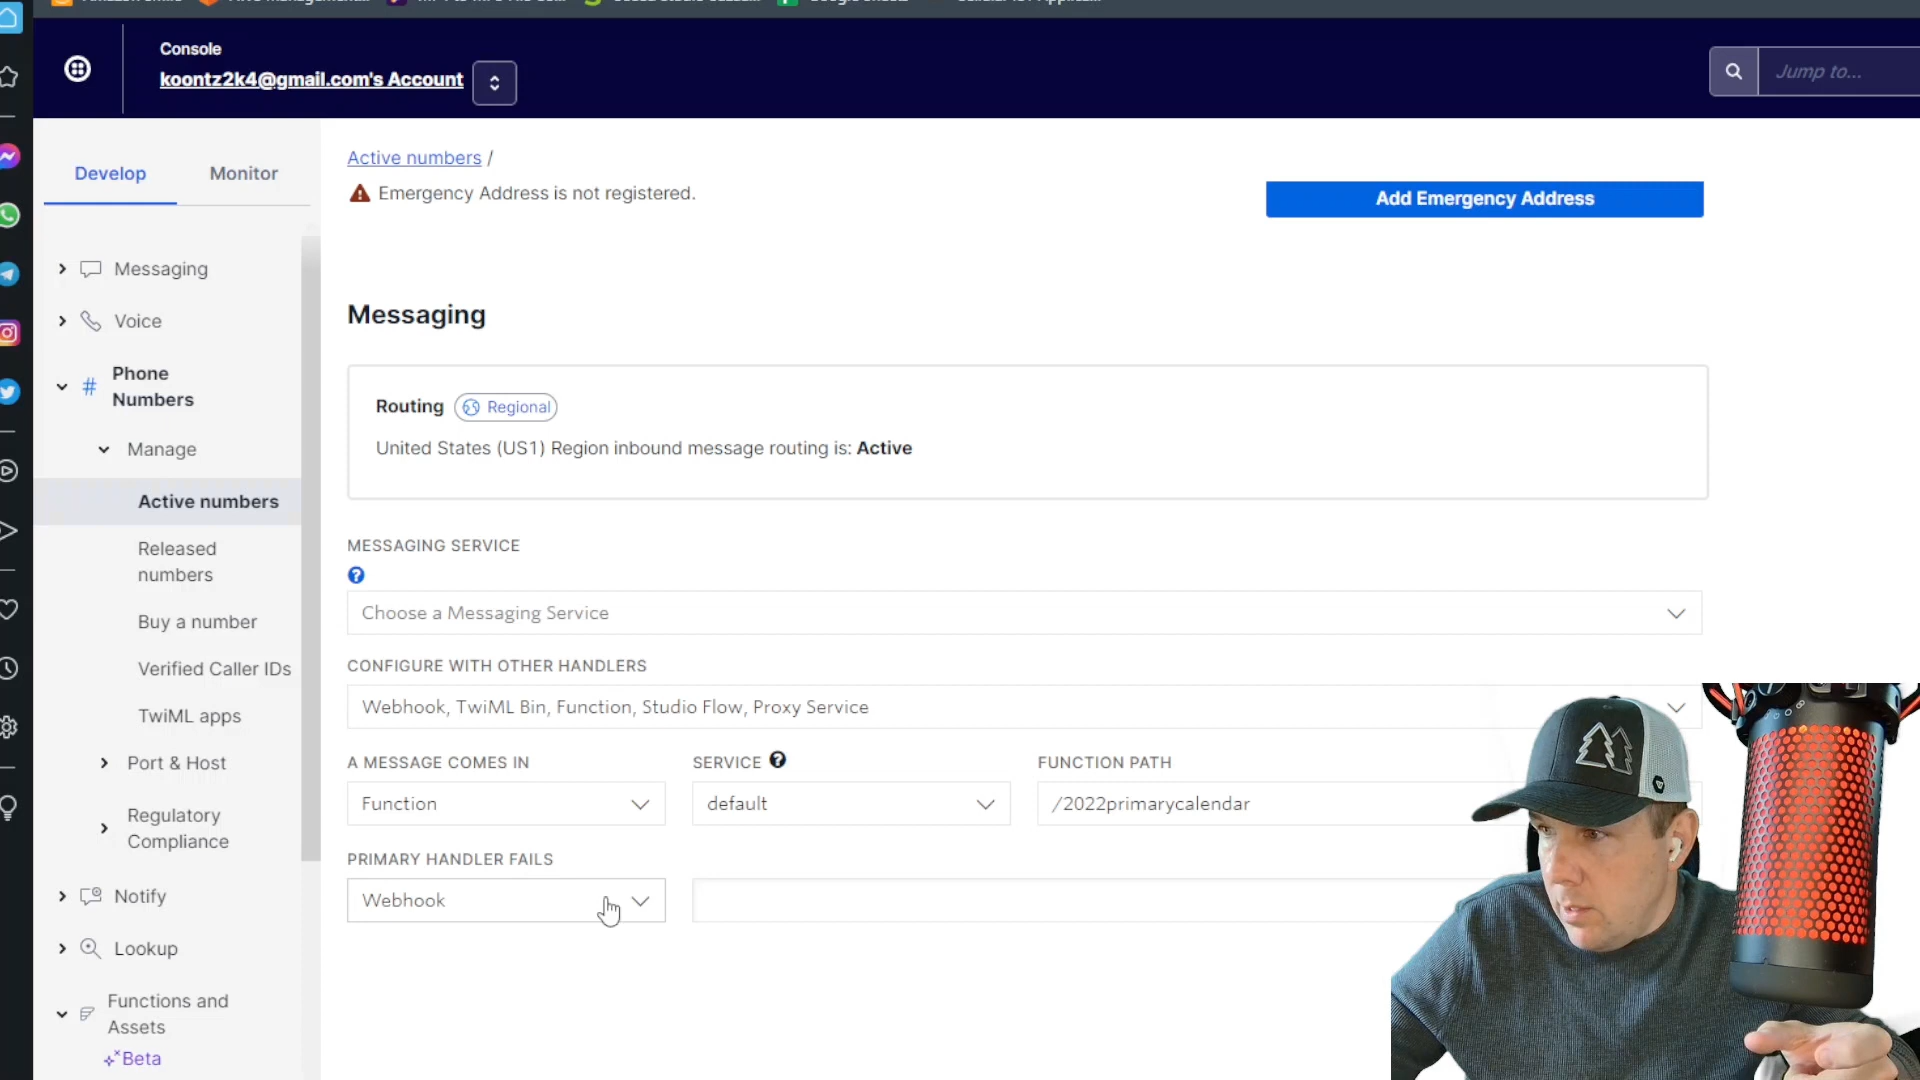 Console
koontz2k4@gmail.com's Account
Jump to...
Develop
Monitor
Active numbers /
Emergency Address is not registered.
Add Emergency Address
Messaging
Voice
# Phone
Numbers
Manage
Active numbers
Released
numbers
Buy a number
Verified Caller IDs
TwiML apps
Port & Host
Regulatory
Compliance
Notify
Lookup
Functions and
Assets
Beta
Messaging
Routing
Regional
United States (US1) Region inbound message routing is: Active
MESSAGING SERVICE
?
Choose a Messaging Service
CONFIGURE WITH OTHER HANDLERS
Webhook, TwiML Bin, Function, Studio Flow, Proxy Service
A MESSAGE COMES IN
SERVICE ?
FUNCTION PATH
Function
default
/2022primarycalendar
PRIMARY HANDLER FAILS
Webhook